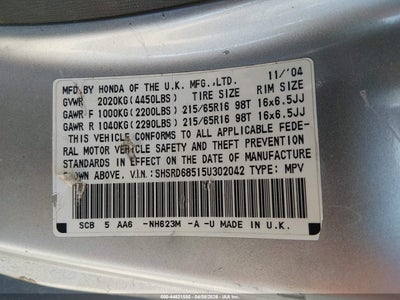 MFD.BY HONDA OF THE U.K. MFG.,LTD. 11/'04
GVWR 2020KG(4450LBS) TIRE SIZE RIM SIZE
GAWR F 1000KG(2200LBS) 215/65R16 98T 16x6.5JJ
GAWR R 1040KG(2290LBS) 215/65R16 98T 16x6.5JJ
THIS VEHICLE CONFORMS TO ALL APPLICABLE FEDE-
RAL MOTOR VEHICLE SAFETY AND THEFT PREVENTION
STANDARDS IN EFFECT ON THE DATE OF MANUFACTURE
SHOWN ABOVE, V.I.N.:SHSRD68515U302042 TYPE: MPV
SCB 5 AA6 -NH623M -A -U MADE IN U.K.